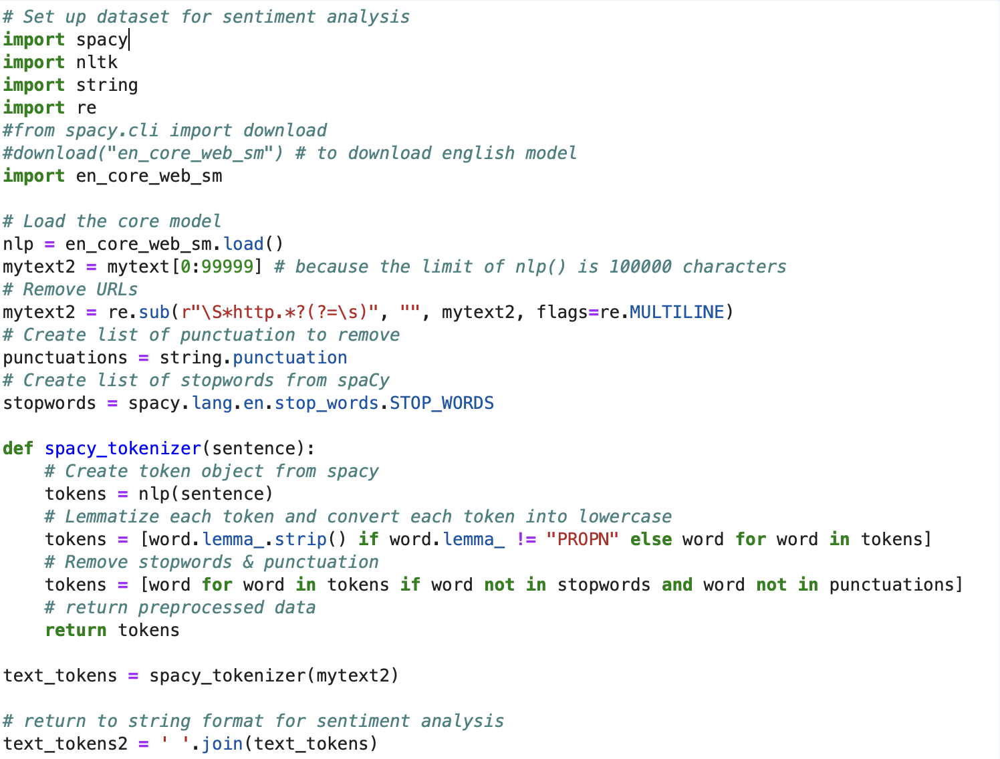 # Set up dataset for sentiment analysis
import spacy
import nltk
import string
import re
#from spacy.cli import download
#download("en_core_web_sm") # to download english model
import en_core_web_sm

# Load the core model
nlp = en_core_web_sm.load()
mytext2 = mytext[0:99999] # because the limit of nlp() is 100000 characters
# Remove URLs
mytext2 = re.sub(r"\S*http.*?(?=\s)", "", mytext2, flags=re.MULTILINE)
# Create list of punctuation to remove
punctuations = string.punctuation
# Create list of stopwords from spaCy
stopwords = spacy.lang.en.stop_words.STOP_WORDS

def spacy_tokenizer(sentence):
    # Create token object from spacy
    tokens = nlp(sentence)
    # Lemmatize each token and convert each token into lowercase
    tokens = [word.lemma_.strip() if word.lemma_ != "PROPN" else word for word in tokens]
    # Remove stopwords & punctuation
    tokens = [word for word in tokens if word not in stopwords and word not in punctuations]
    # return preprocessed data
    return tokens

text_tokens = spacy_tokenizer(mytext2)

# return to string format for sentiment analysis
text_tokens2 = ' '.join(text_tokens)